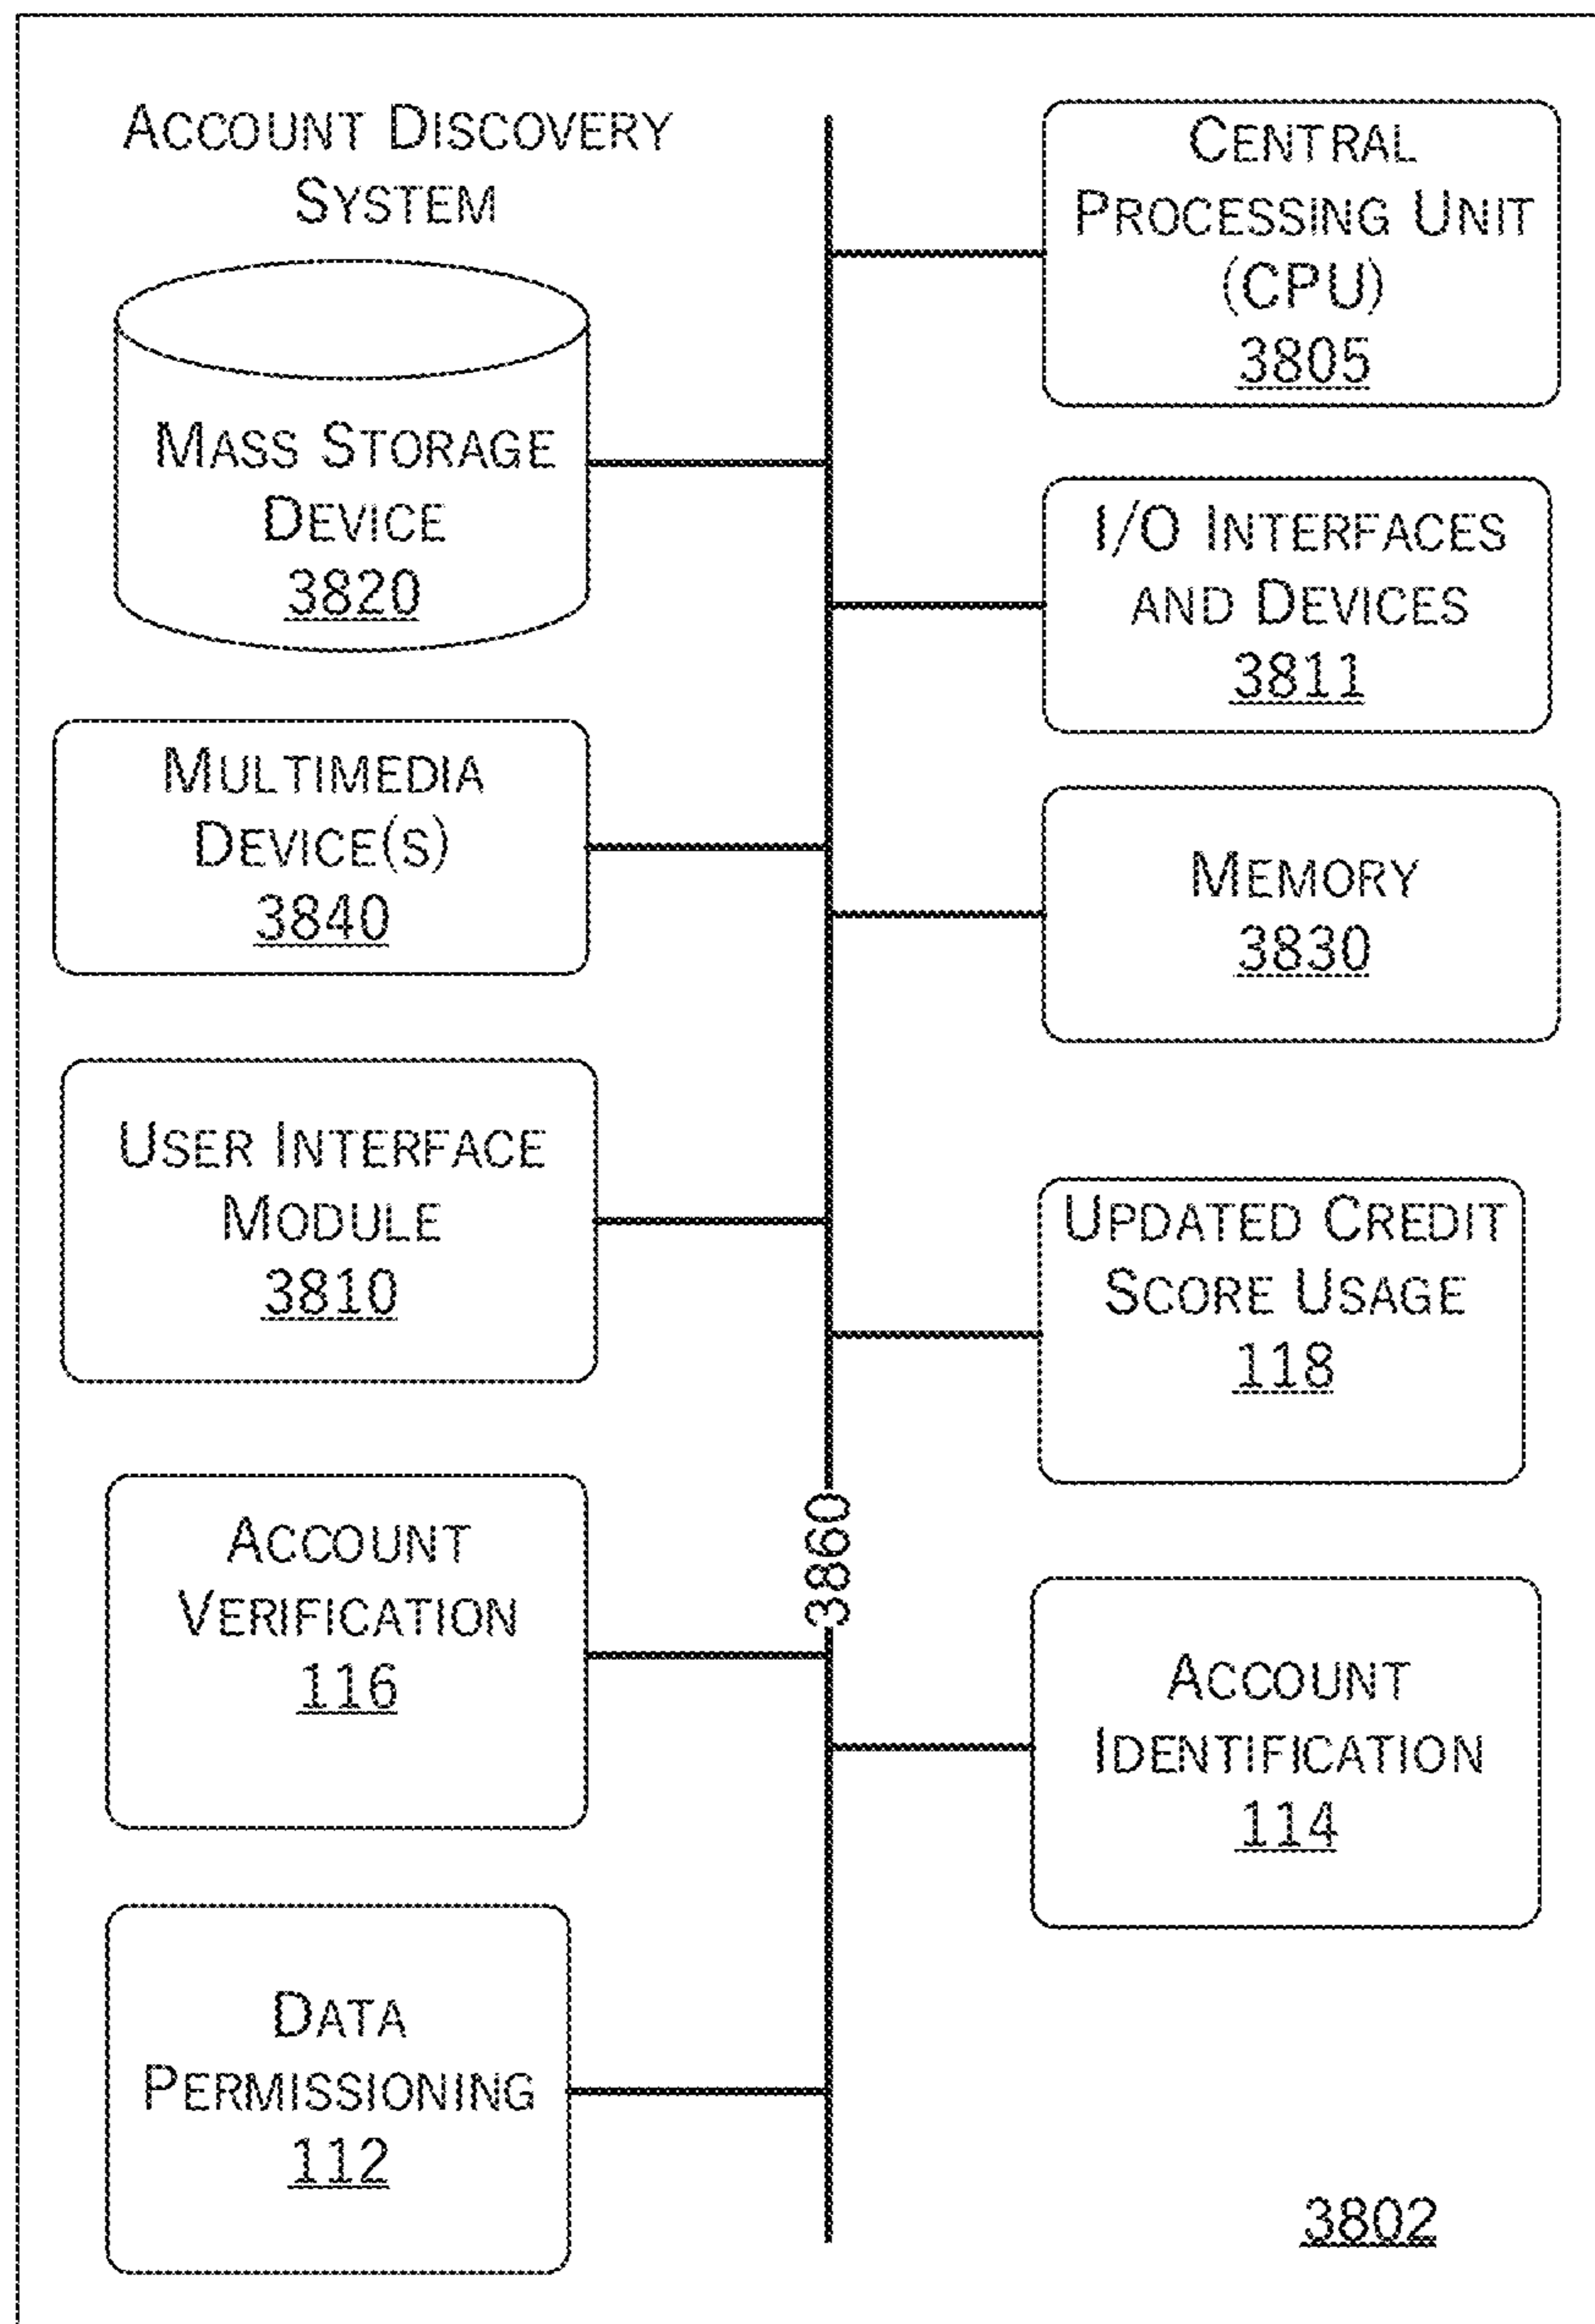 ACCOUNT DISCOVERY
SYSTEM
MASS STORAGE
DEVICE
3820
MULTIMEDIA
DEVICE(S)
3840
USER INTERFACE
MODULE
3810
ACCOUNT
VERIFICATION
116
DATA
PERMISSIONING
112
3860
CENTRAL
PROCESSING UNIT
(CPU)
3805
I/O INTERFACES
AND DEVICES
3811
MEMORY
3830
UPDATED CREDIT
SCORE USAGE
118
ACCOUNT
IDENTIFICATION
114
3802